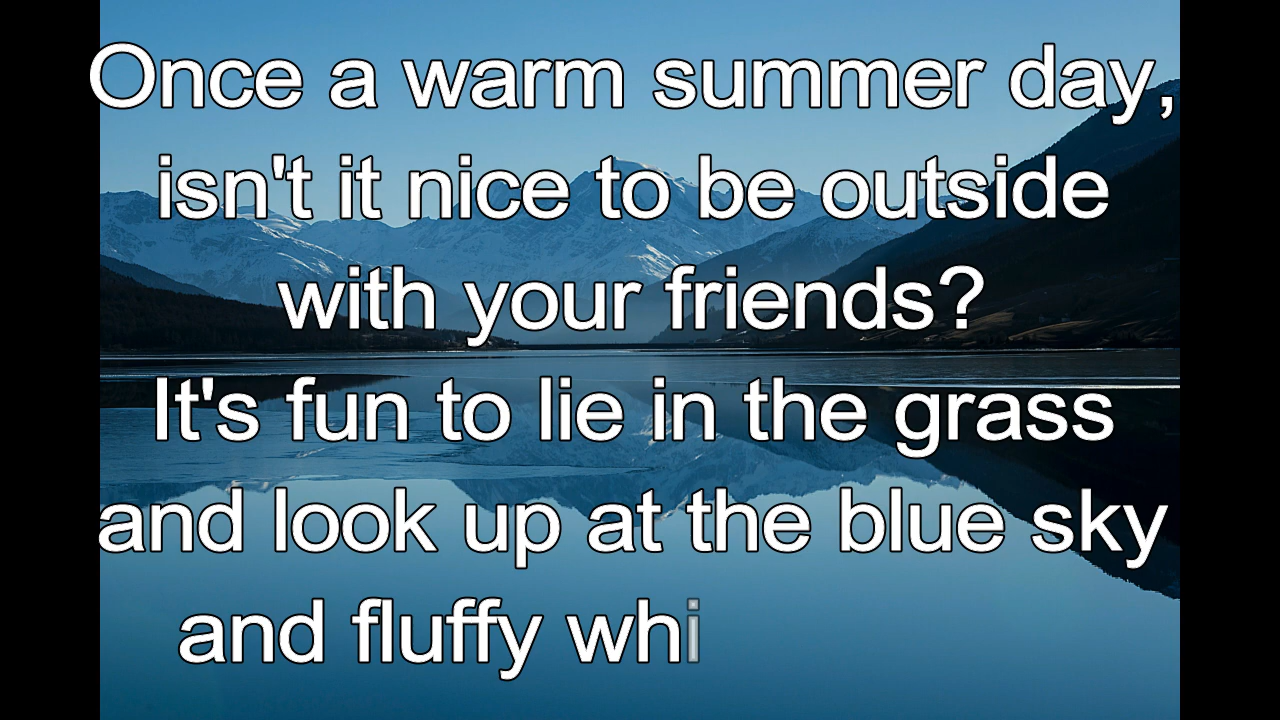 Once a warm summer day,
isn't it nice to be outside
with your friends?
It's fun to lie in the grass
and look up at the blue sky
and fluffy whi